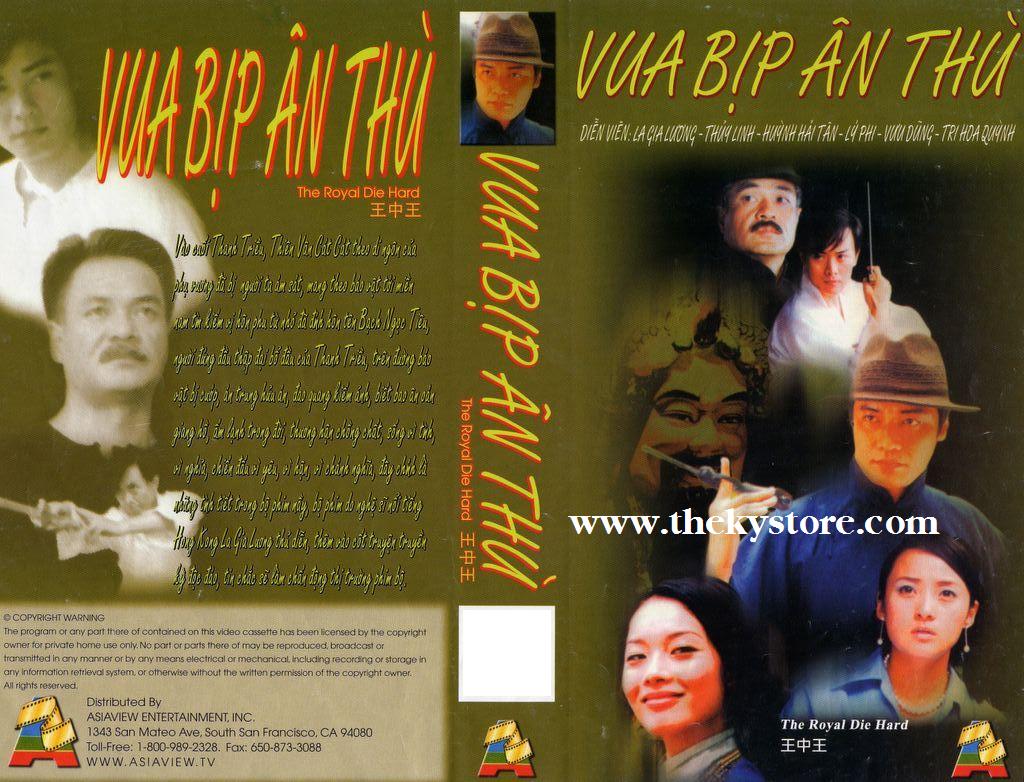 VUA BỊP ÂN THÙ
The Royal Die Hard
王中王
Vào cuối Thanh Triều, Thiên Vân Cát Cát theo di ngôn của
phụ vương đã bị người ta ám sát, mang theo bảo vật tới miền
nam tìm kiếm vị hôn phu từ nhỏ đã đính hôn tên Bạch Ngọc Tiêu,
người đứng đầu thập đại bổ đầu của Thanh Triều, trên đường bảo
vật bị cướp, án trung hữu án, đao quang kiếm ảnh, biết bao ân oán
giang hồ, ấm lạnh trong đời, thương hận chồng chất, sống vì tình,
vì nghĩa, chiến đấu vì yêu, vì hận, vì chánh nghĩa, đây chính là
những tình tiết trong bộ phim này, bộ phim do nghệ sĩ nổi tiếng
Hong Kong La Gia Lương thủ diễn, thêm vào cốt truyện truyền
kỳ độc đáo, tin chắc sẽ làm chấn động thị trường phim bộ.
© COPYRIGHT WARNING
The program or any part there of contained on this video cassette has been licensed by the copyright
owner for private home use only. No part or parts there of may be reproduced, broadcast or
transmitted in any manner or by any means electrical or mechanical, including recording or storage in
any information retrieval system, or otherwise without the written permission of the copyright owner.
All rights reserved.
Distributed By
ASIAVIEW ENTERTAINMENT, INC.
1343 San Mateo Ave, South San Francisco, CA 94080
Toll-Free: 1-800-989-2328. Fax: 650-873-3088
WWW.ASIAVIEW.TV
VUA BỊP ÂN THÙ
The Royal Die Hard 王中王
VUA BỊP ÂN THÙ
DIỄN VIÊN: LA GIA LƯƠNG - THỦY LINH - HUỲNH HẢI TÂN - LÝ PHI - VƯU DŨNG - TRI HOA QUỲNH
www.thekystore.com
The Royal Die Hard
王中王